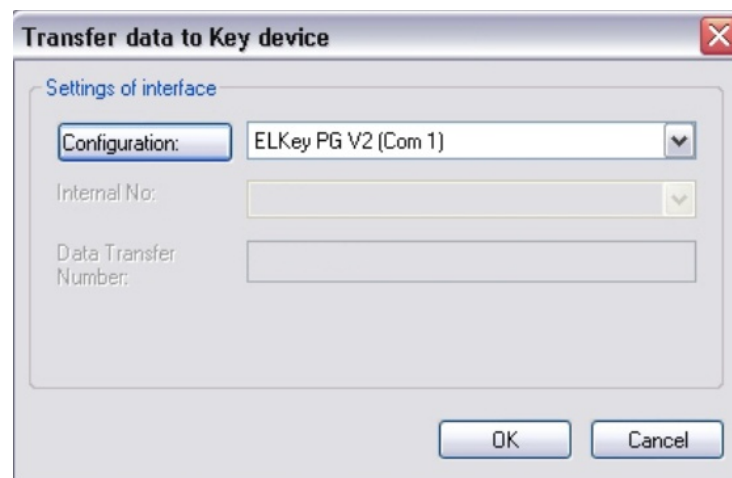 Transfer data to Key device
Settings of interface
Configuration:
ELKey PG V2 (Com 1)
Internal No:
Data Transfer
Number:
OK
Cancel